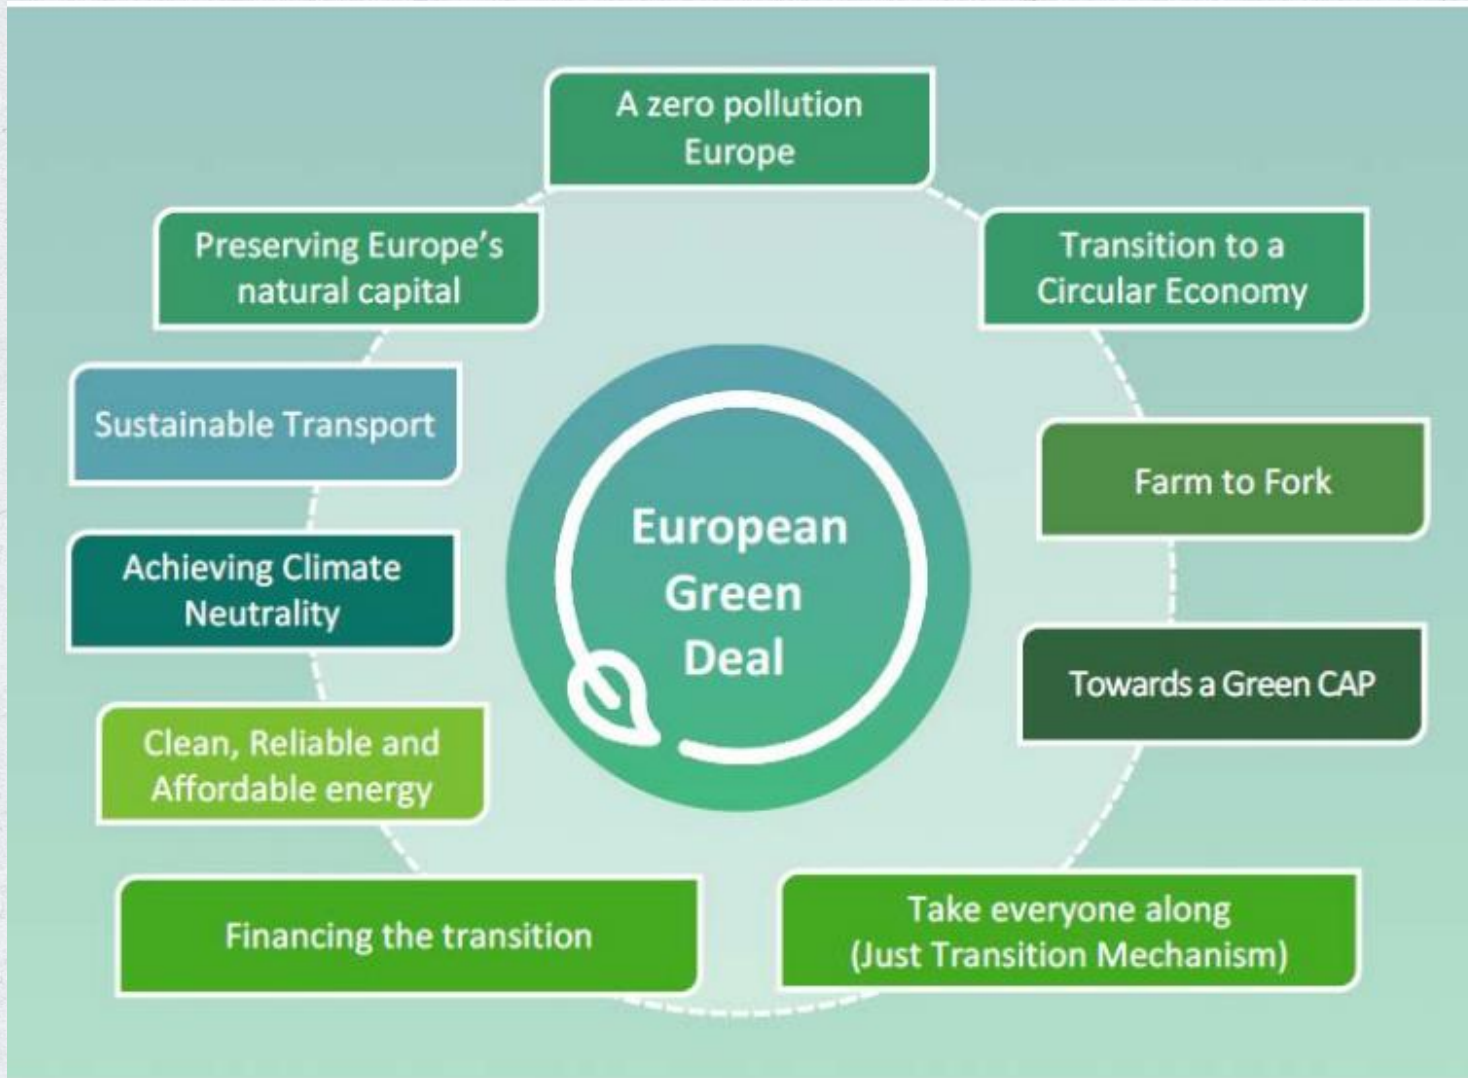 A zero pollution
Europe
Preserving Europe's
natural capital
Transition to a
Circular Economy
Sustainable Transport
Farm to Fork
European
Green
Deal
Achieving Climate
Neutrality
Towards a Green CAP
Clean, Reliable and
Affordable energy
Financing the transition
Take everyone along
(Just Transition Mechanism)